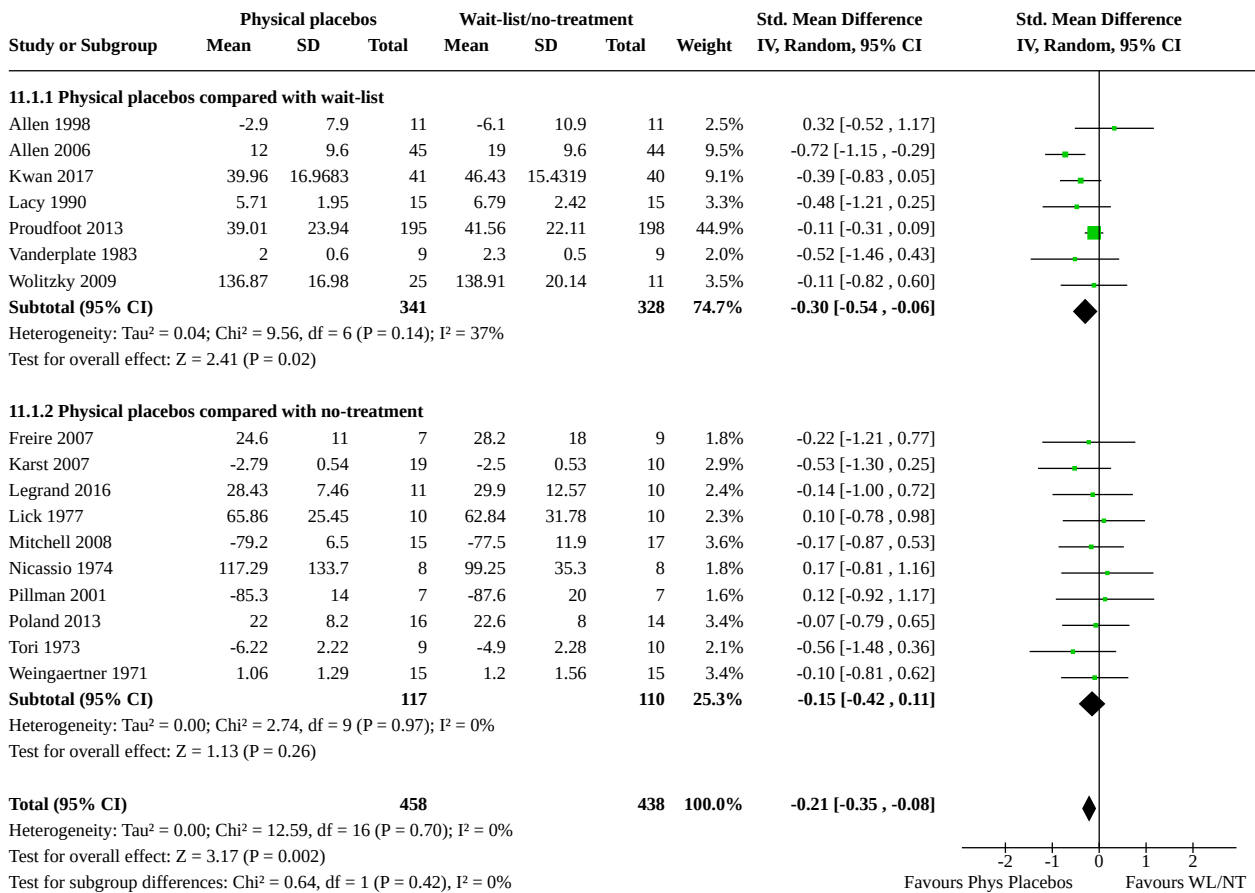 Physical placebos Wait-list/no-treatment Std. Mean Difference Std. Mean Difference
Study or Subgroup Mean SD Total Mean SD Total Weight IV, Random, 95% CI IV, Random, 95% CI
11.1.1 Physical placebos compared with wait-list
Allen 1998 -2.9 7.9 11 -6.1 10.9 11 2.5% 0.32 [-0.52 , 1.17]
Allen 2006 12 9.6 45 19 9.6 44 9.5% -0.72 [-1.15 , -0.29]
Kwan 2017 39.96 16.9683 41 46.43 15.4319 40 9.1% -0.39 [-0.83 , 0.05]
Lacy 1990 5.71 1.95 15 6.79 2.42 15 3.3% -0.48 [-1.21 , 0.25]
Proudfoot 2013 39.01 23.94 195 41.56 22.11 198 44.9% -0.11 [-0.31 , 0.09]
Vanderplate 1983 2 0.6 9 2.3 0.5 9 2.0% -0.52 [-1.46 , 0.43]
Wolitzky 2009 136.87 16.98 25 138.91 20.14 11 3.5% -0.11 [-0.82 , 0.60]
Subtotal (95% CI) 341 328 74.7% -0.30 [-0.54 , -0.06]
Heterogeneity: Tau² = 0.04; Chi² = 9.56, df = 6 (P = 0.14); I² = 37%
Test for overall effect: Z = 2.41 (P = 0.02)
11.1.2 Physical placebos compared with no-treatment
Freire 2007 24.6 11 7 28.2 18 9 1.8% -0.22 [-1.21 , 0.77]
Karst 2007 -2.79 0.54 19 -2.5 0.53 10 2.9% -0.53 [-1.30 , 0.25]
Legrand 2016 28.43 7.46 11 29.9 12.57 10 2.4% -0.14 [-1.00 , 0.72]
Lick 1977 65.86 25.45 10 62.84 31.78 10 2.3% 0.10 [-0.78 , 0.98]
Mitchell 2008 -79.2 6.5 15 -77.5 11.9 17 3.6% -0.17 [-0.87 , 0.53]
Nicassio 1974 117.29 133.7 8 99.25 35.3 8 1.8% 0.17 [-0.81 , 1.16]
Pillman 2001 -85.3 14 7 -87.6 20 7 1.6% 0.12 [-0.92 , 1.17]
Poland 2013 22 8.2 16 22.6 8 14 3.4% -0.07 [-0.79 , 0.65]
Tori 1973 -6.22 2.22 9 -4.9 2.28 10 2.1% -0.56 [-1.48 , 0.36]
Weingaertner 1971 1.06 1.29 15 1.2 1.56 15 3.4% -0.10 [-0.81 , 0.62]
Subtotal (95% CI) 117 110 25.3% -0.15 [-0.42 , 0.11]
Heterogeneity: Tau² = 0.00; Chi² = 2.74, df = 9 (P = 0.97); I² = 0%
Test for overall effect: Z = 1.13 (P = 0.26)
Total (95% CI) 458 438 100.0% -0.21 [-0.35 , -0.08]
Heterogeneity: Tau² = 0.00; Chi² = 12.59, df = 16 (P = 0.70); I² = 0%
Test for overall effect: Z = 3.17 (P = 0.002) -2 -1 0 1 2
Test for subgroup differences: Chi² = 0.64, df = 1 (P = 0.42), I² = 0% Favours Phys Placebos Favours WL/NT